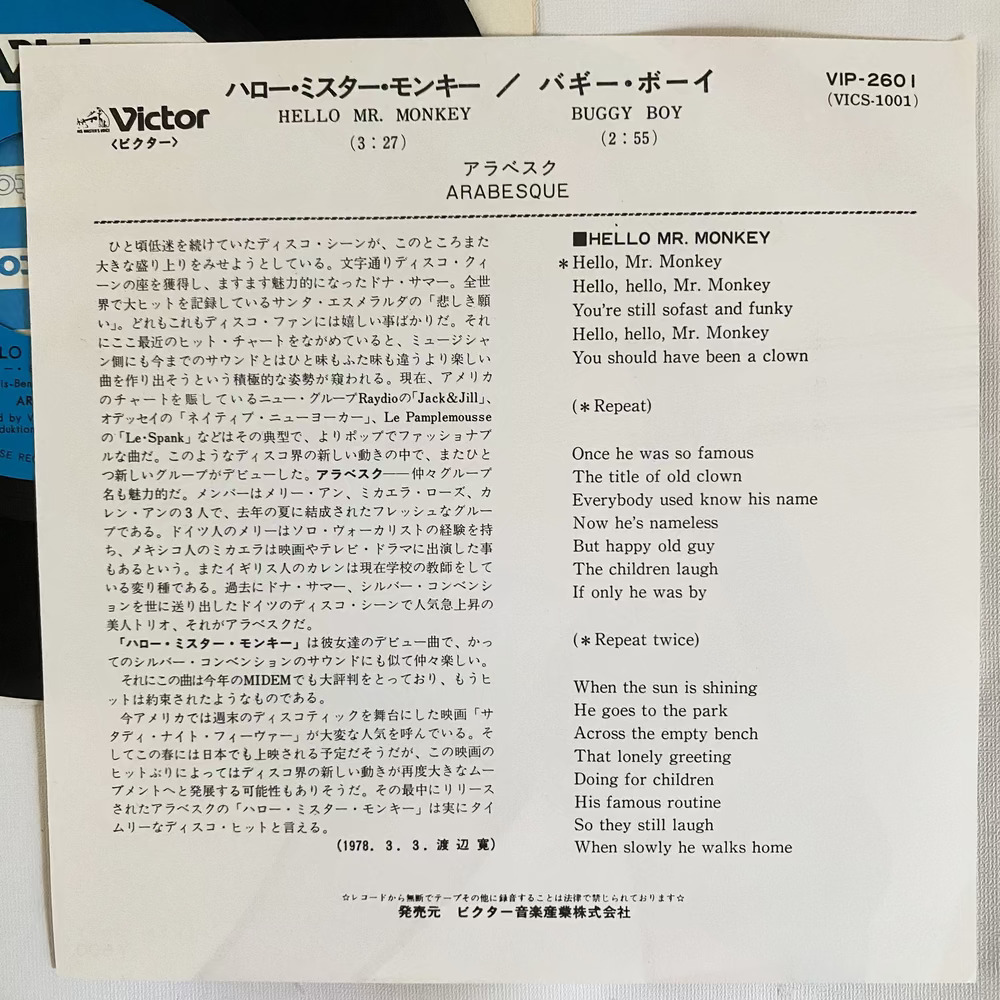 ハロー・ミスター・モンキー / バギー・ボーイ
VIP-2601
HELLO MR. MONKEY
BUGGY BOY
(VICS-1001)
Victor
〈ビクター〉
(3：27)
(2：55)
アラベスク
ARABESQUE
ひと頃低迷を続けていたディスコ・シーンが、このところまた
大きな盛り上りをみせようとしている。文字通りディスコ・クィ
ーンの座を獲得し、ますます魅力的になったドナ・サマー。全世
界で大ヒットを記録しているサンタ・エスメラルダの「悲しき願
い」。どれもこれもディスコ・ファンには嬉しい事ばかりだ。それ
にここ最近のヒット・チャートをながめていると、ミュージシャ
ン側にも今までのサウンドとはひと味もふた味も違うより楽しい
曲を作り出そうという積極的な姿勢が窺われる。現在、アメリカ
のチャートを賑しているニュー・グループRaydioの「Jack&Jill」、
オデッセイの「ネイティブ・ニューヨーカー」、Le Pamplemousse
の「Le・Spank」などはその典型で、よりポップでファッショナブ
ルな曲だ。このようなディスコ界の新しい動きの中で、またひと
つ新しいグループがデビューした。アラベスク──仲々グループ
名も魅力的だ。メンバーはメリー・アン、ミカエラ・ローズ、カ
レン・アンの3人で、去年の夏に結成されたフレッシュなグルー
プである。ドイツ人のメリーはソロ・ヴォーカリストの経験を持
ち、メキシコ人のミカエラは映画やテレビ・ドラマに出演した事
もあるという。またイギリス人のカレンは現在学校の教師をして
いる変り種である。過去にドナ・サマー、シルバー・コンベンシ
ョンを世に送り出したドイツのディスコ・シーンで人気急上昇の
美人トリオ、それがアラベスクだ。
「ハロー・ミスター・モンキー」は彼女達のデビュー曲で、かっ
てのシルバー・コンベンションのサウンドにも似て仲々楽しい。
それにこの曲は今年のMIDEMでも大評判をとっており、もうヒ
ットは約束されたようなものである。
今アメリカでは週末のディスコティックを舞台にした映画「サ
タディ・ナイト・フィーヴァー」が大変な人気を呼んでいる。そ
してこの春には日本でも上映される予定だそうだが、この映画の
ヒットぶりによってはディスコ界の新しい動きが再度大きなムー
ブメントへと発展する可能性もありそうだ。その最中にリリース
されたアラベスクの「ハロー・ミスター・モンキー」は実にタイ
ムリーなディスコ・ヒットと言える。
(1978. 3. 3. 渡辺 寛)
■HELLO MR. MONKEY
＊Hello, Mr. Monkey
Hello, hello, Mr. Monkey
You're still sofast and funky
Hello, hello, Mr. Monkey
You should have been a clown
(＊Repeat)
Once he was so famous
The title of old clown
Everybody used know his name
Now he's nameless
But happy old guy
The children laugh
If only he was by
(＊Repeat twice)
When the sun is shining
He goes to the park
Across the empty bench
That lonely greeting
Doing for children
His famous routine
So they still laugh
When slowly he walks home
☆レコードから無断でテープその他に録音することは法律で禁じられております☆
発売元 ビクター音楽産業株式会社